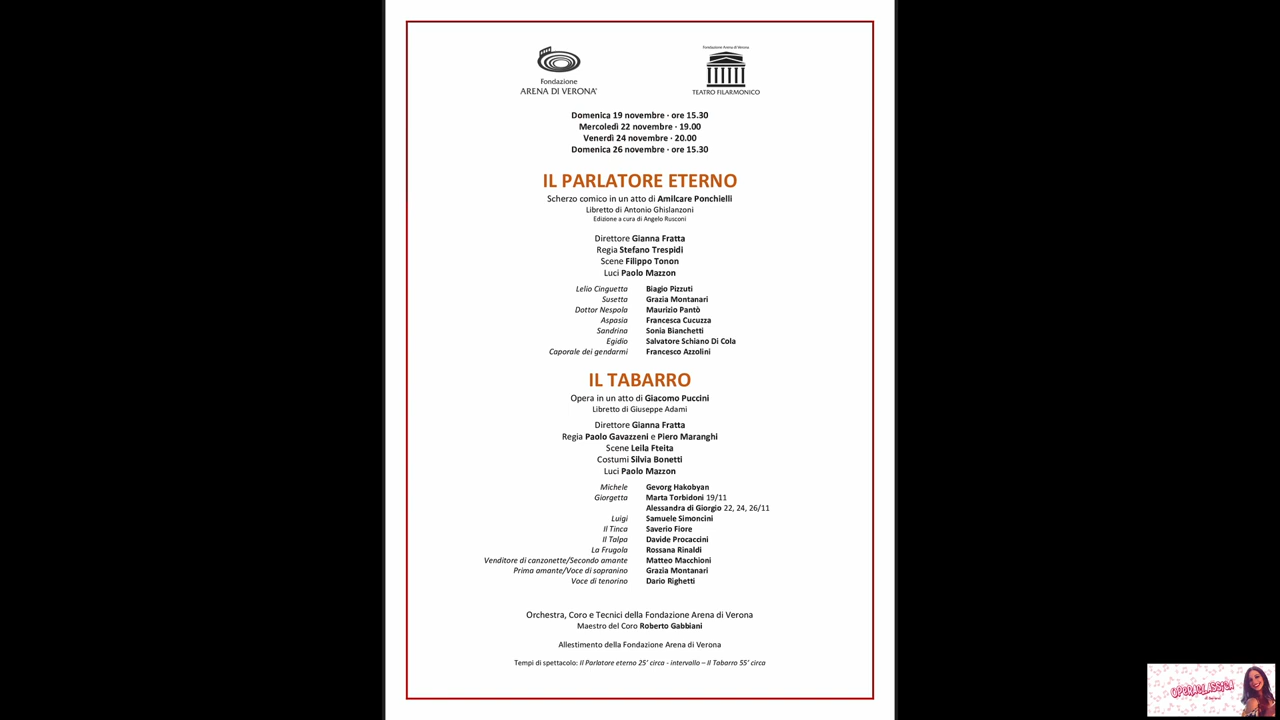 Fondazione
ARENA DI VERONA
Fondazione Arena di Verona
TEATRO FILARMONICO
Domenica 19 novembre · ore 15.30
Mercoledì 22 novembre · 19.00
Venerdì 24 novembre · 20.00
Domenica 26 novembre · ore 15.30
IL PARLATORE ETERNO
Scherzo comico in un atto di Amilcare Ponchielli
Libretto di Antonio Ghislanzoni
Edizione a cura di Angelo Rusconi
Direttore Gianna Fratta
Regia Stefano Trespidi
Scene Filippo Tonon
Luci Paolo Mazzon
Lelio Cinguetta Biagio Pizzuti
Susetta Grazia Montanari
Dottor Nespola Maurizio Pantò
Aspasia Francesca Cucuzza
Sandrina Sonia Bianchetti
Egidio Salvatore Schiano Di Cola
Caporale dei gendarmi Francesco Azzolini
IL TABARRO
Opera in un atto di Giacomo Puccini
Libretto di Giuseppe Adami
Direttore Gianna Fratta
Regia Paolo Gavazzeni e Piero Maranghi
Scene Leila Fteita
Costumi Silvia Bonetti
Luci Paolo Mazzon
Michele Gevorg Hakobyan
Giorgetta Marta Torbidoni 19/11
Alessandra di Giorgio 22, 24, 26/11
Luigi Samuele Simoncini
Il Tinca Saverio Fiore
Il Talpa Davide Procaccini
La Frugola Rossana Rinaldi
Venditore di canzonette/Secondo amante Matteo Macchioni
Prima amante/Voce di sopranino Grazia Montanari
Voce di tenorino Dario Righetti
Orchestra, Coro e Tecnici della Fondazione Arena di Verona
Maestro del Coro Roberto Gabbiani
Allestimento della Fondazione Arena di Verona
Tempi di spettacolo: Il Parlatore eterno 25' circa - intervallo – Il Tabarro 55' circa
OPERACLASSICA